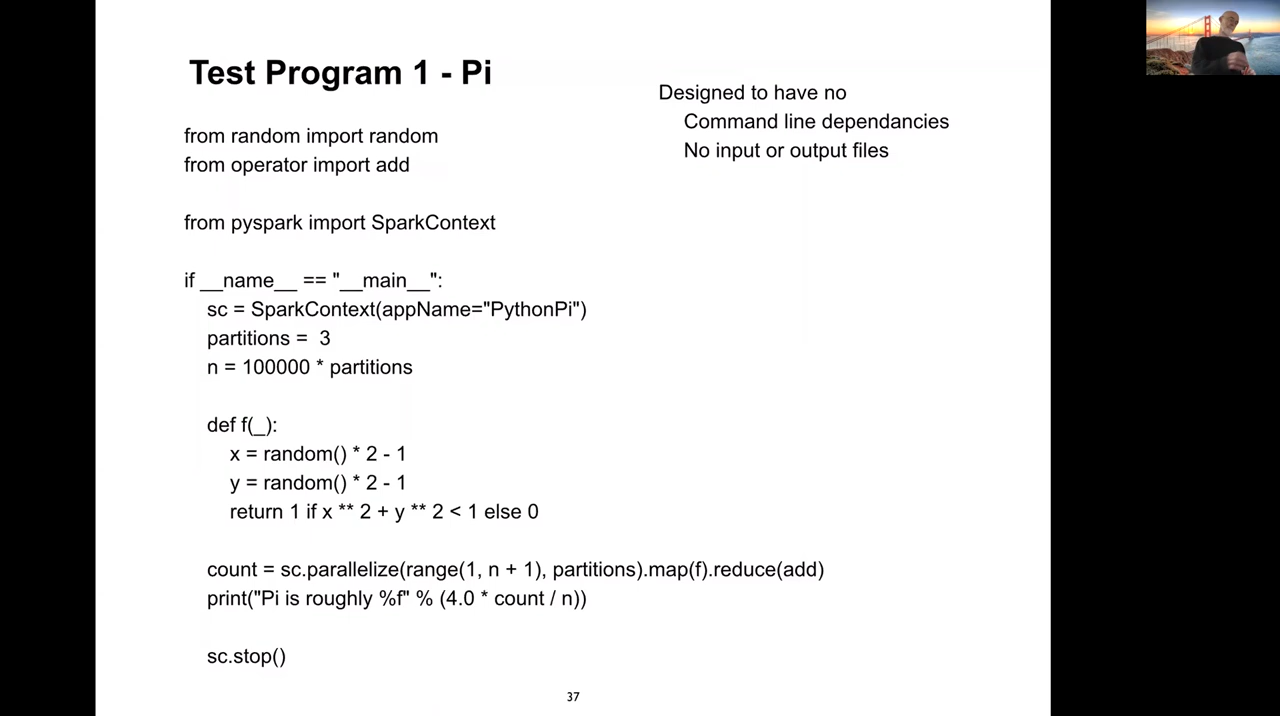 Test Program 1 - Pi
from random import random
from operator import add
from pyspark import SparkContext
if __name__ == "__main__":
sc = SparkContext(appName="PythonPi")
partitions =  3
n = 100000 * partitions
def f(_):
x = random() * 2 - 1
y = random() * 2 - 1
return 1 if x ** 2 + y ** 2 < 1 else 0
count = sc.parallelize(range(1, n + 1), partitions).map(f).reduce(add)
print("Pi is roughly %f" % (4.0 * count / n))
sc.stop()
Designed to have no
Command line dependancies
No input or output files
37